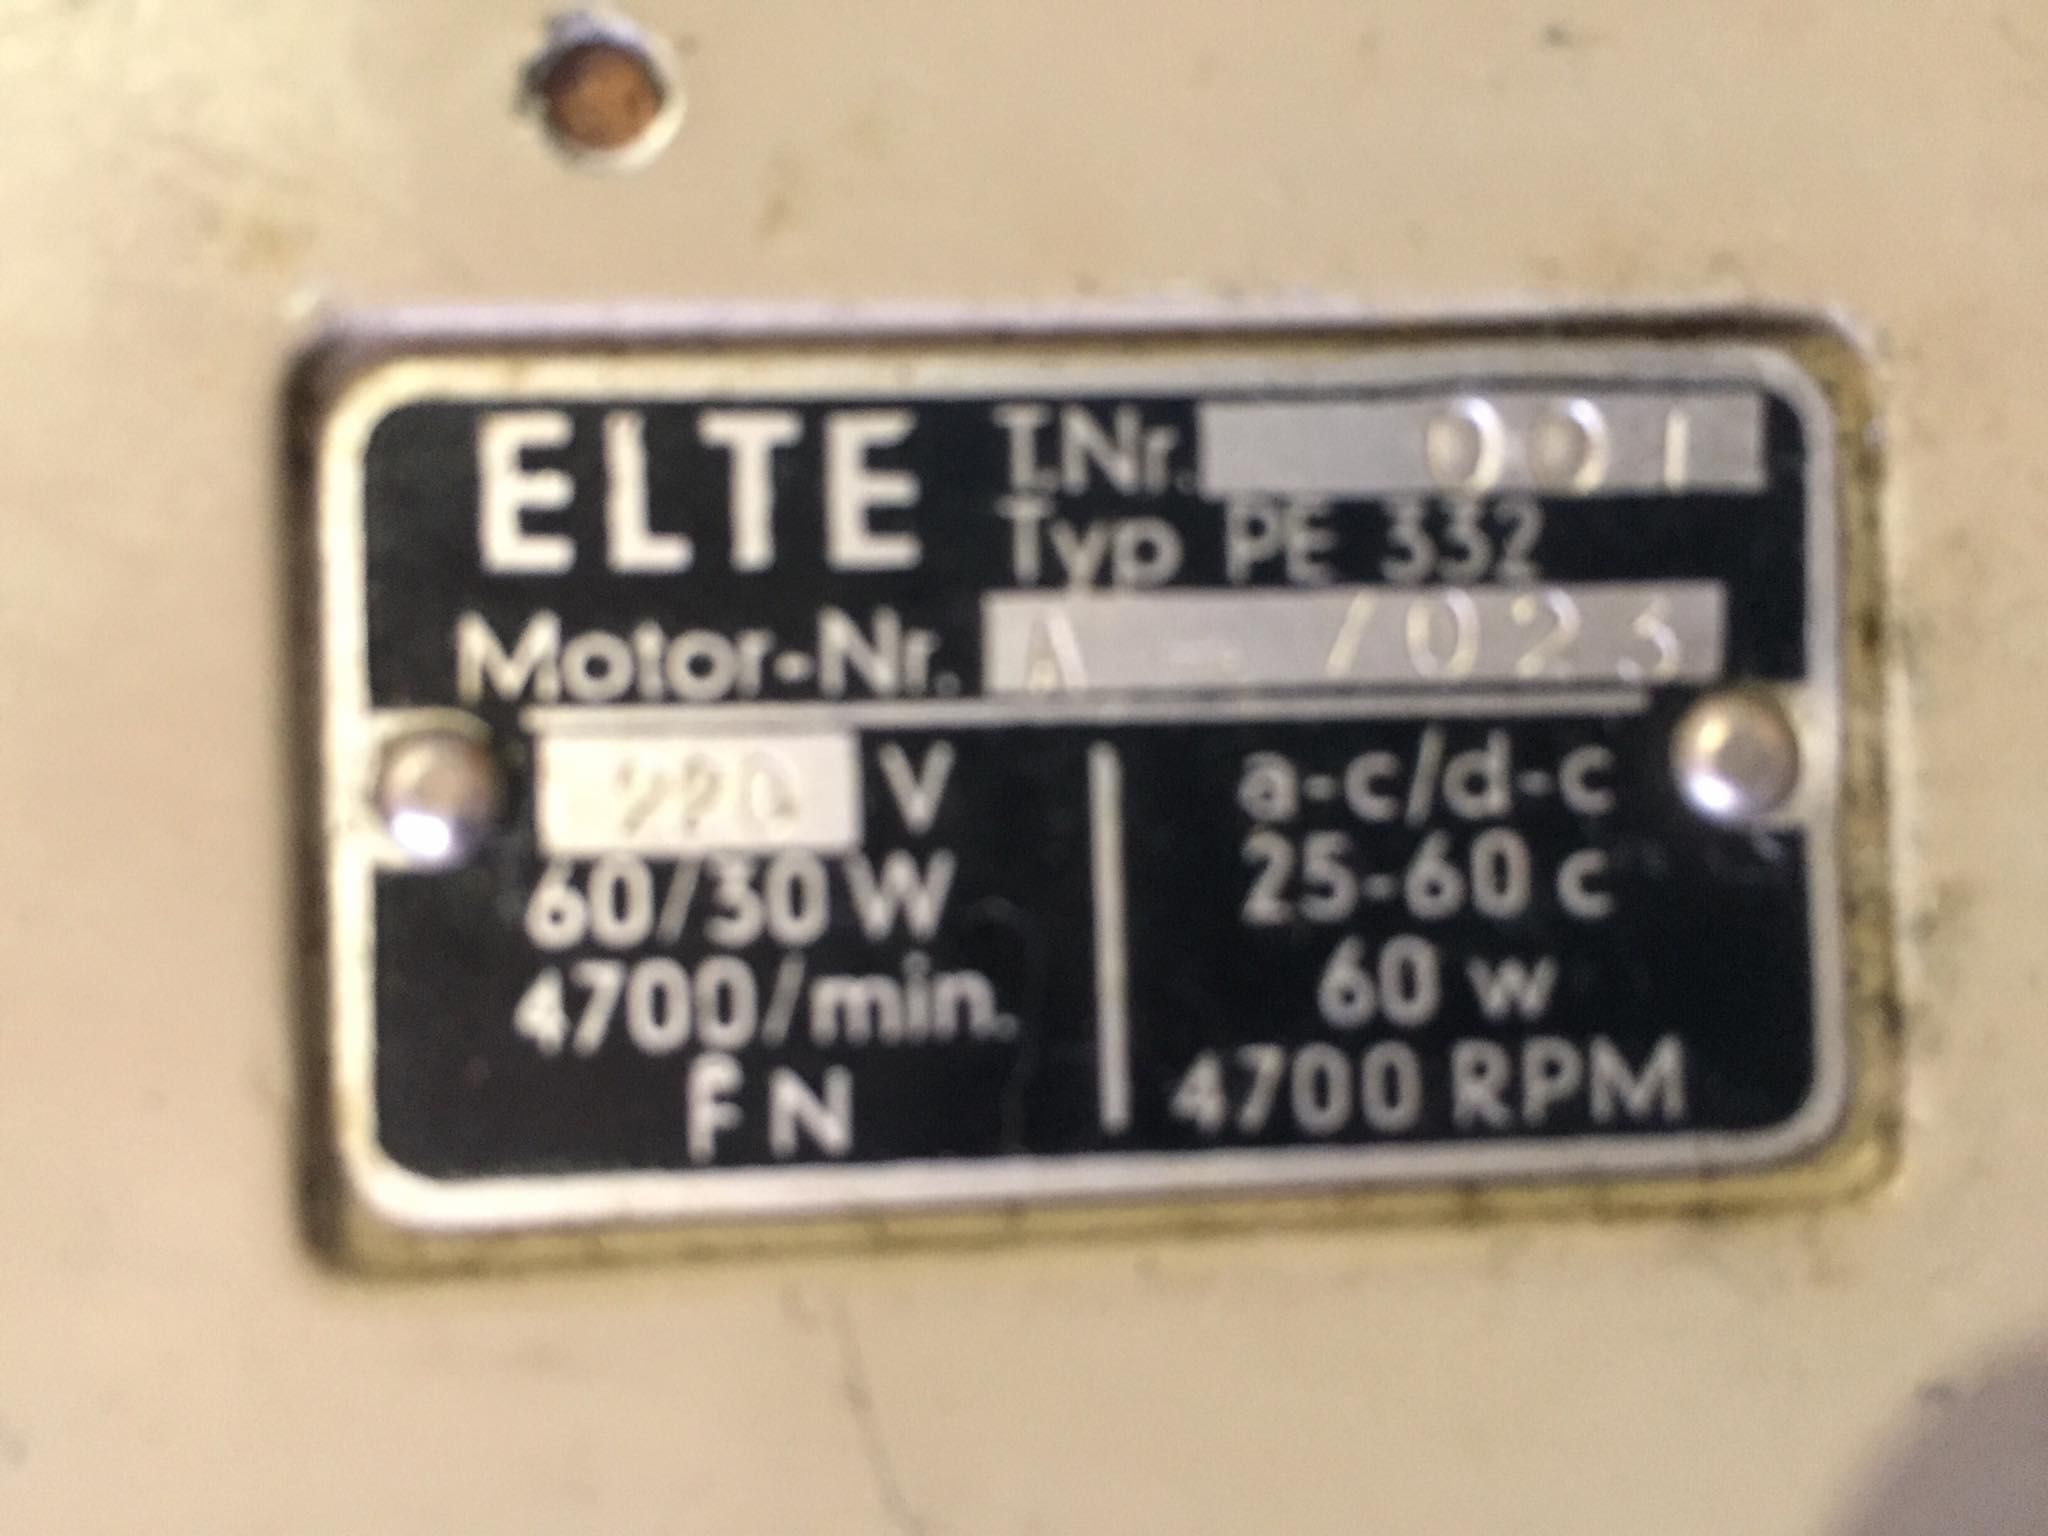 ELTE T.Nr. 001
Typ PE 332
Motor-Nr. A - 7023
220 V
60/30 W
4700/min.
FN
a-c/d-c
25-60 c
60 w
4700 RPM